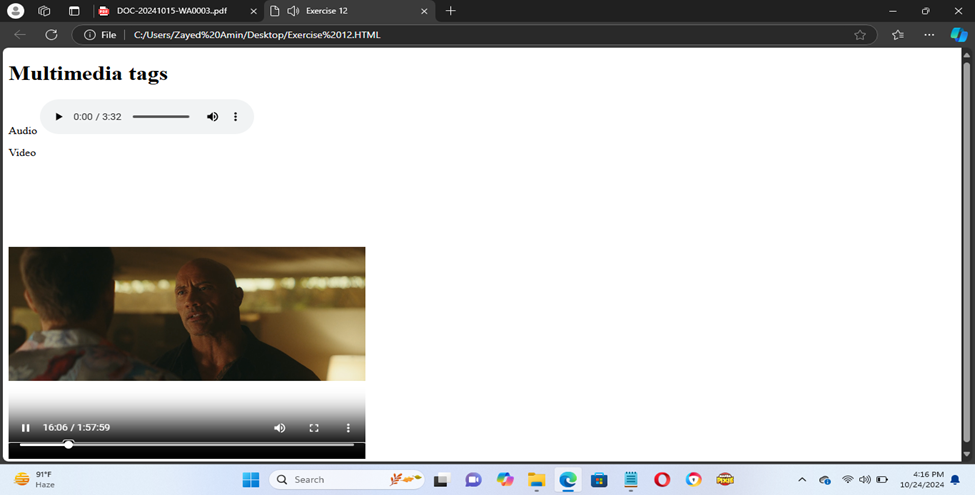 DOC-20241015-WA0003..pdf
Exercise 12
File
C:/Users/Zayed%20Amin/Desktop/Exercise%2012.HTML
Multimedia tags
Audio
0:00 / 3:32
Video
16:06 / 1:57:59
91°F
Haze
Search
4:16 PM
10/24/2024